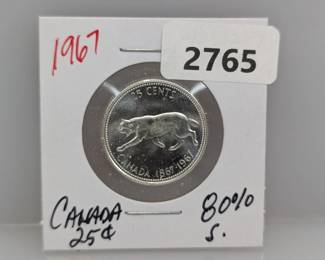 1967
2765
25 CENTS
CANADA 1867-1967
CANADA 80%
25¢ S.